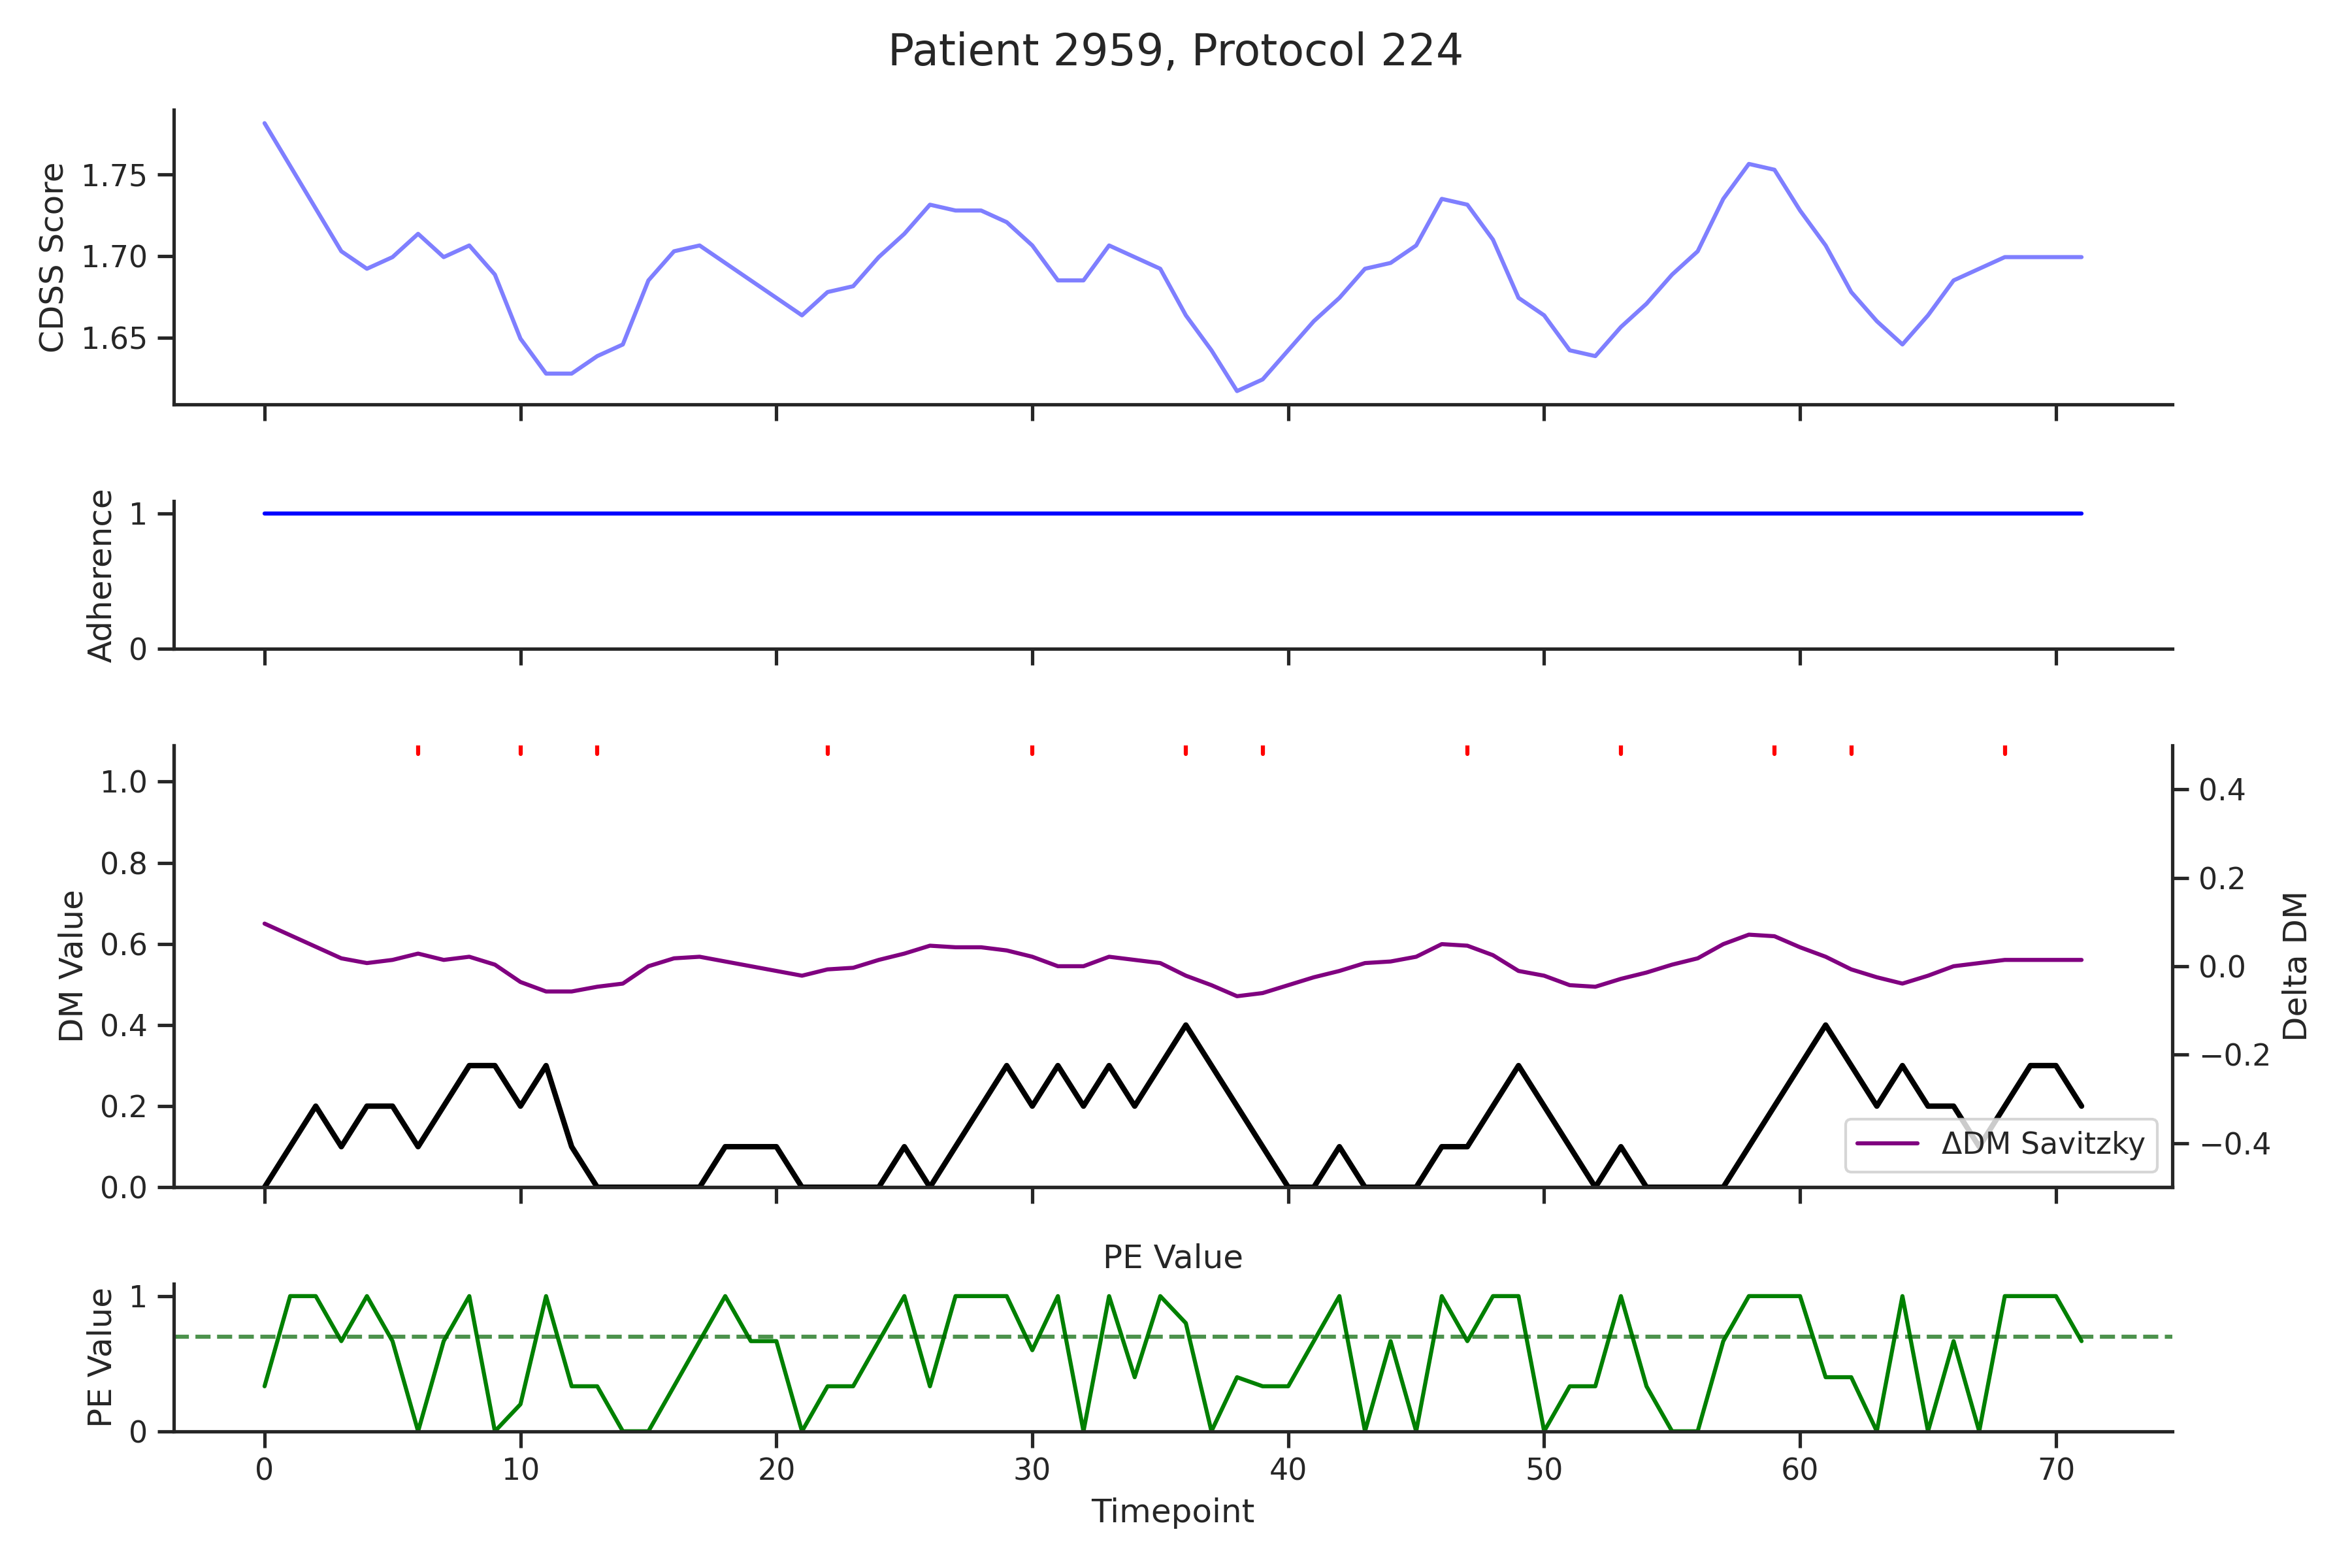 Patient 2959, Protocol 224
CDSS Score
1.75
1.70
1.65
Adherence
1
0
DM Value
1.0
0.8
0.6
0.4
0.2
0.0
Delta DM
0.4
0.2
0.0
−0.2
−0.4
ΔDM Savitzky
PE Value
PE Value
1
0
0 10 20 30 40 50 60 70
Timepoint